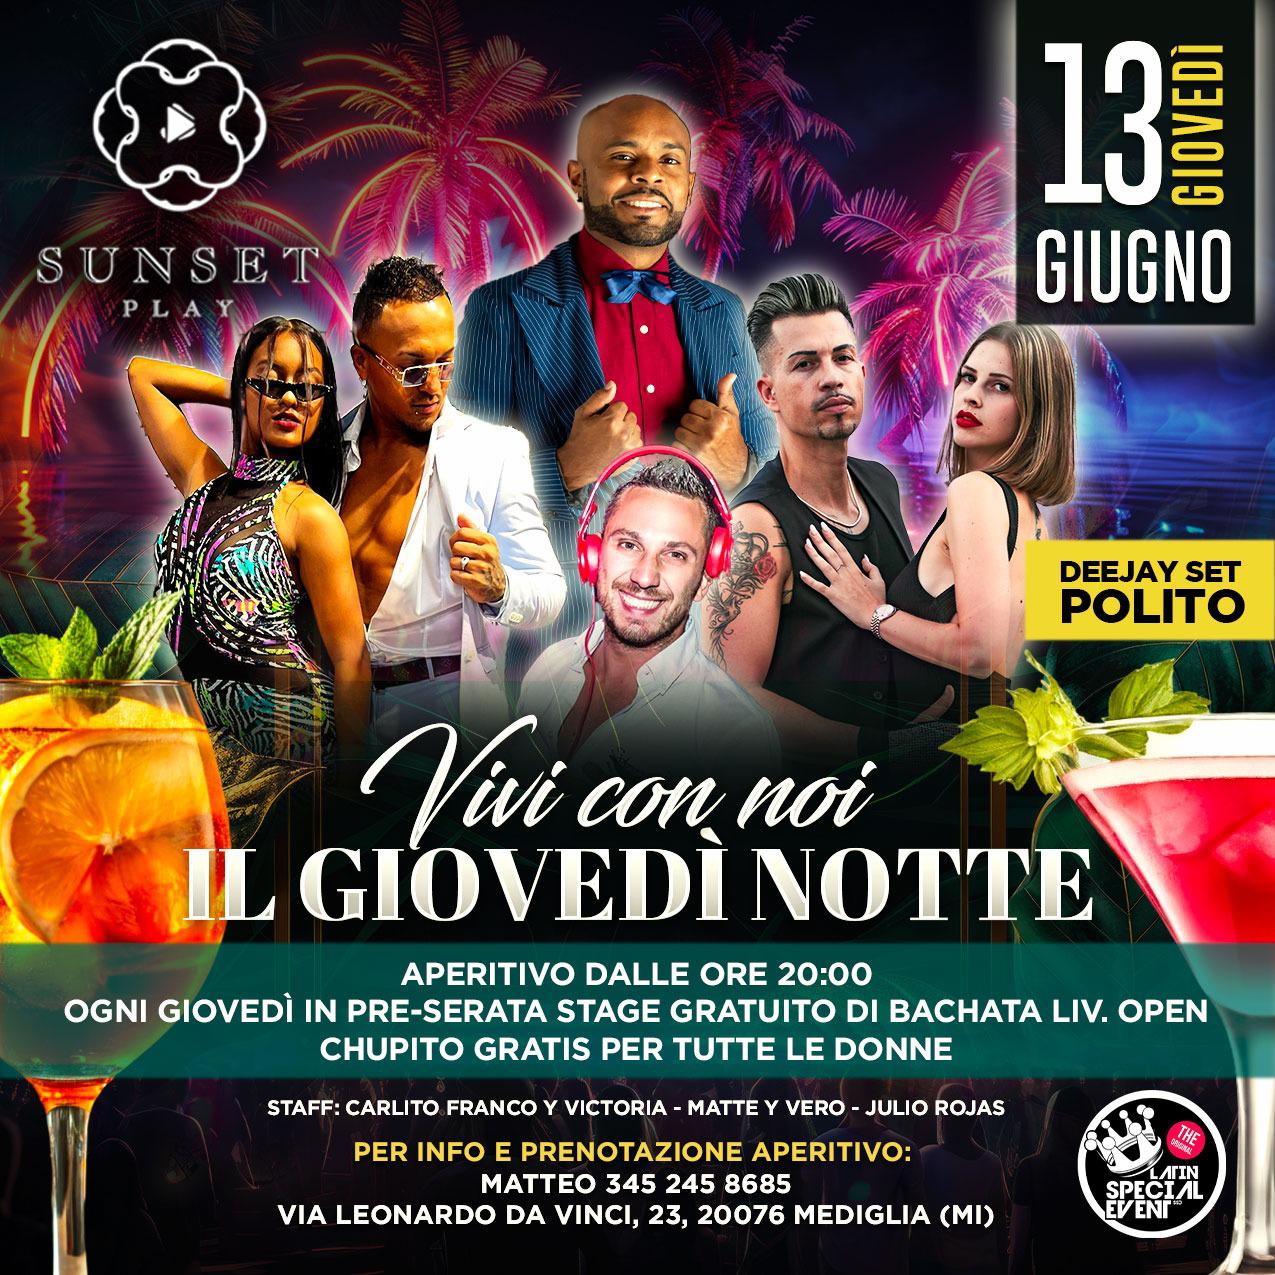 SUNSET
PLAY
13
GIOVEDÌ
GIUGNO
DEEJAY SET
POLITO
Vivi con noi
IL GIOVEDÌ NOTTE
APERITIVO DALLE ORE 20:00
OGNI GIOVEDÌ IN PRE-SERATA STAGE GRATUITO DI BACHATA LIV. OPEN
CHUPITO GRATIS PER TUTTE LE DONNE
STAFF: CARLITO FRANCO Y VICTORIA - MATTE Y VERO - JULIO ROJAS
PER INFO E PRENOTAZIONE APERITIVO:
MATTEO 345 245 8685
VIA LEONARDO DA VINCI, 23, 20076 MEDIGLIA (MI)
THE
ORIGINAL
LATIN
SPECIAL
EVENT